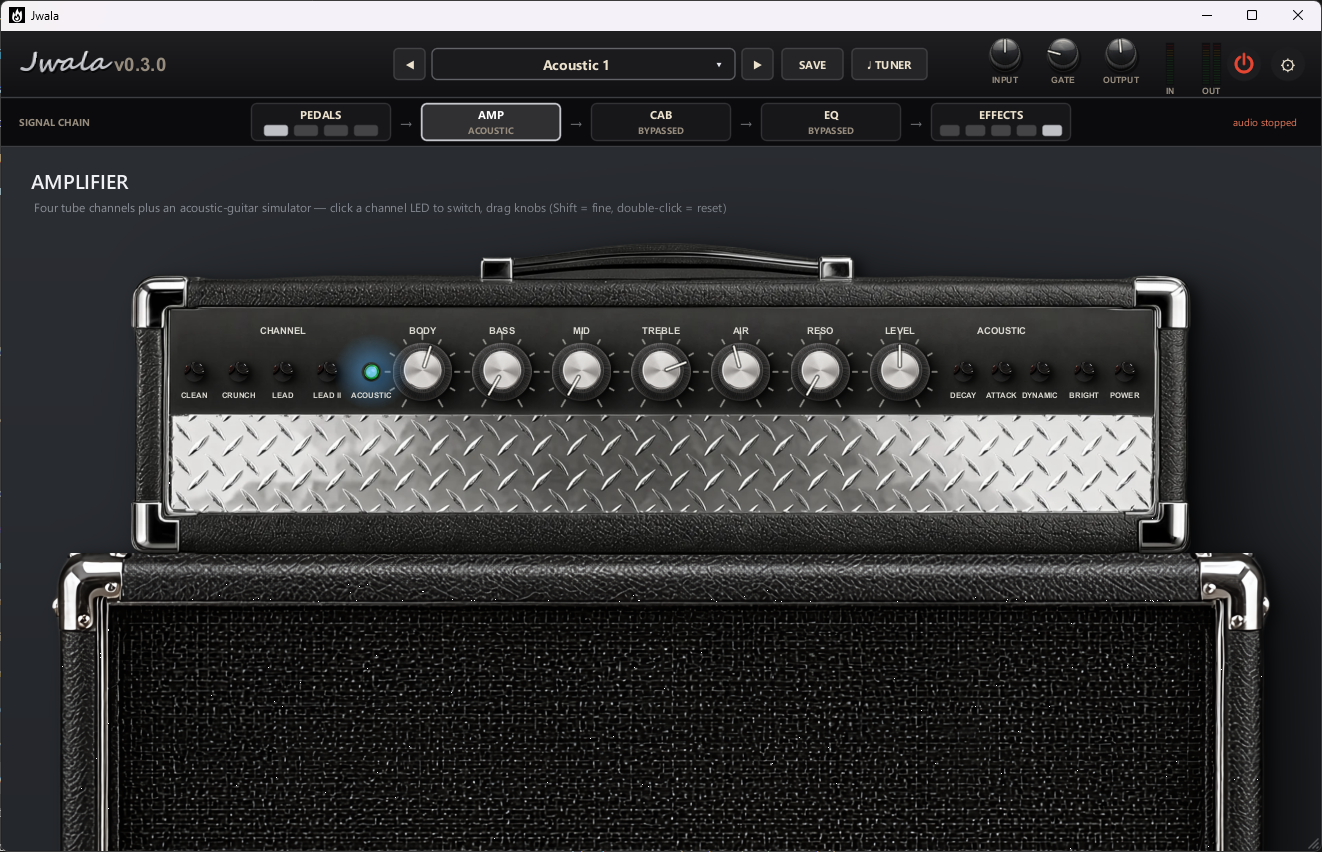 Jwala
Jwala v0.3.0
Acoustic 1
SAVE
♩ TUNER
INPUT
GATE
OUTPUT
IN
OUT
SIGNAL CHAIN
PEDALS
AMP
ACOUSTIC
CAB
BYPASSED
EQ
BYPASSED
EFFECTS
audio stopped
AMPLIFIER
Four tube channels plus an acoustic-guitar simulator — click a channel LED to switch, drag knobs (Shift = fine, double-click = reset)
CHANNEL
BODY
BASS
MID
TREBLE
AIR
RESO
LEVEL
ACOUSTIC
CLEAN
CRUNCH
LEAD
LEAD II
ACOUSTIC
DECAY
ATTACK
DYNAMIC
BRIGHT
POWER